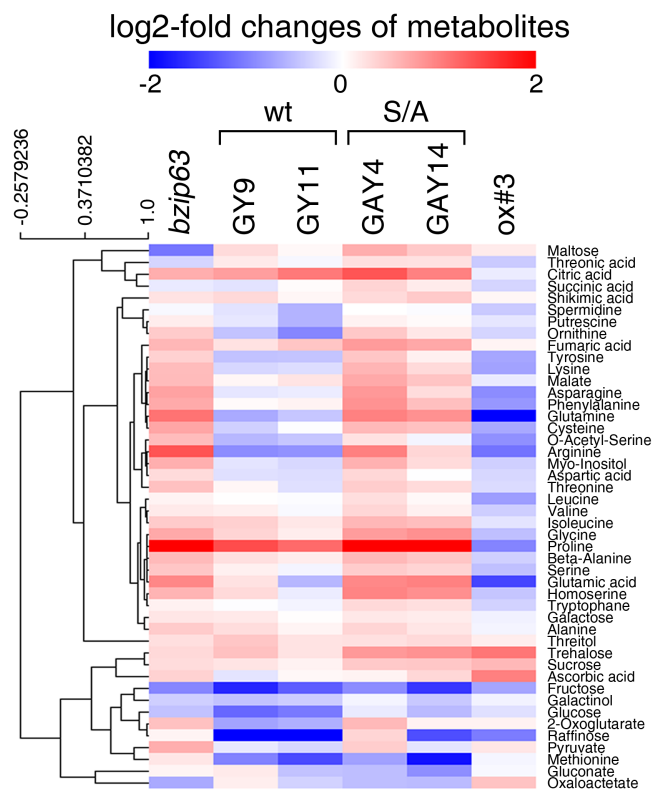 log2-fold changes of metabolites
-2 0 2
wt S/A
-0.2579236 0.3710382 1.0 bzip63 GY9 GY11 GAY4 GAY14 ox#3
Maltose
Threonic acid
Citric acid
Succinic acid
Shikimic acid
Spermidine
Putrescine
Ornithine
Fumaric acid
Tyrosine
Lysine
Malate
Asparagine
Phenylalanine
Glutamine
Cysteine
O-Acetyl-Serine
Arginine
Myo-Inositol
Aspartic acid
Threonine
Leucine
Valine
Isoleucine
Glycine
Proline
Beta-Alanine
Serine
Glutamic acid
Homoserine
Tryptophane
Galactose
Alanine
Threitol
Trehalose
Sucrose
Ascorbic acid
Fructose
Galactinol
Glucose
2-Oxoglutarate
Raffinose
Pyruvate
Methionine
Gluconate
Oxaloactetate